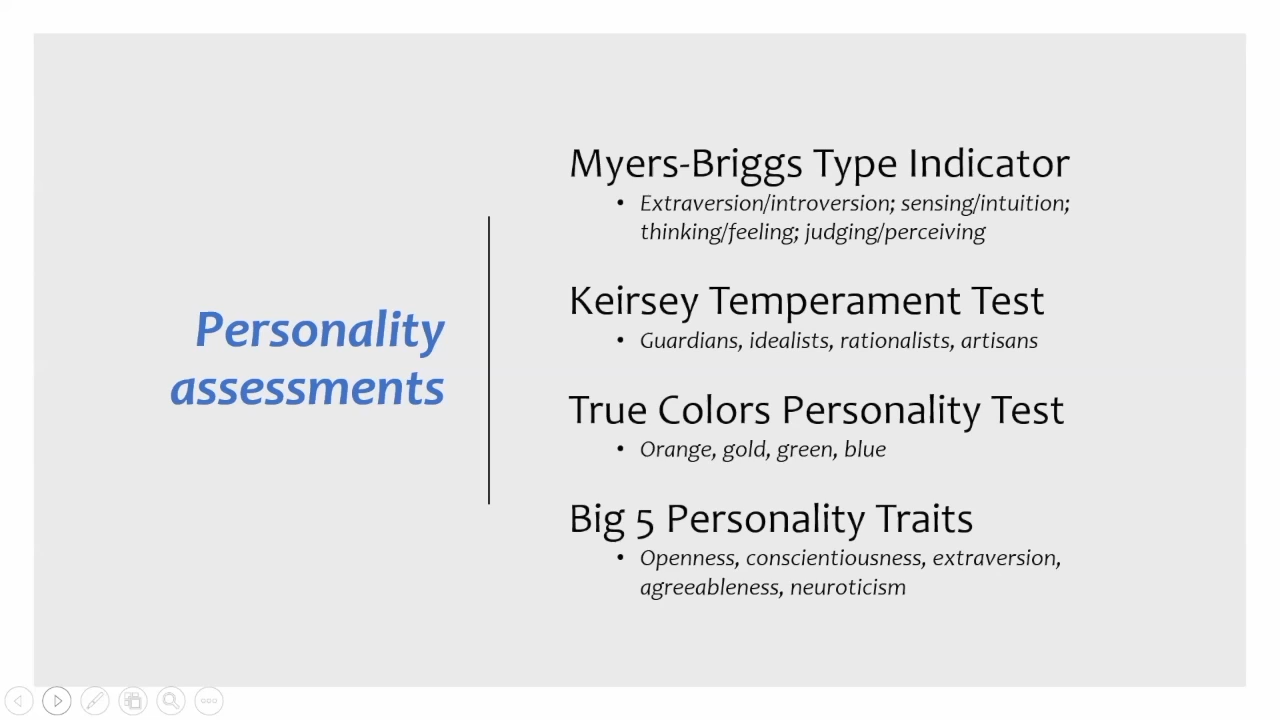 Personality
assessments
Myers-Briggs Type Indicator
• Extraversion/introversion; sensing/intuition;
thinking/feeling; judging/perceiving
Keirsey Temperament Test
• Guardians, idealists, rationalists, artisans
True Colors Personality Test
• Orange, gold, green, blue
Big 5 Personality Traits
• Openness, conscientiousness, extraversion,
agreeableness, neuroticism